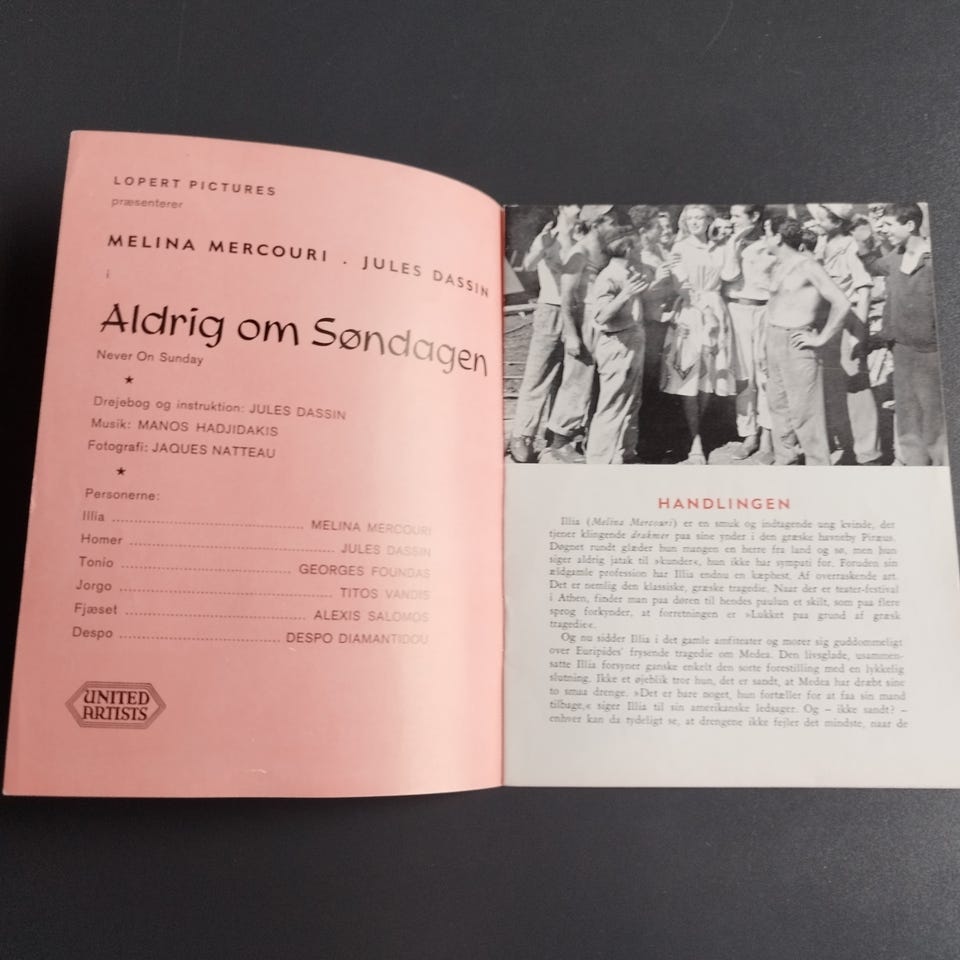 LOPERT PICTURES
præsenterer
MELINA MERCOURI . JULES DASSIN
i
Aldrig om Søndagen
Never On Sunday
★
Drejebog og instruktion: JULES DASSIN
Musik: MANOS HADJIDAKIS
Fotografi: JAQUES NATTEAU
★
Personerne:
Illia ........ MELINA MERCOURI
Homer ........ JULES DASSIN
Tonio ........ GEORGES FOUNDAS
Jorgo ........ TITOS VANDIS
Fjæset ........ ALEXIS SALOMOS
Despo ........ DESPO DIAMANTIDOU
UNITED
ARTISTS
HANDLINGEN
Illia (Melina Mercouri) er en smuk og indtagende ung kvinde, det
tjener klingende drakmer paa sine ynder i den græske havneby Piræus.
Døgnet rundt glæder hun mangen en herre fra land og sø, men hun
siger aldrig jatak til »kunder«, hun ikke har sympati for. Foruden sin
ældgamle profession har Illia endnu en kæphest. Af overraskende art.
Det er nemlig den klassiske, græske tragedie. Naar der er teater-festival
i Athen, finder man paa døren til hendes paulun et skilt, som paa flere
sprog forkynder, at forretningen er »Lukket paa grund af græsk
tragedie«.
Og nu sidder Illia i det gamle amfiteater og morer sig guddommeligt
over Euripides' frysende tragedie om Medea. Den livsglade, usammen-
satte Illia forsyner ganske enkelt den sorte forestilling med en lykkelig
slutning. Ikke et øjeblik tror hun, det er sandt, at Medea har dræbt sine
to smaa drenge. »Det er bare noget, hun fortæller for at faa sin mand
tilbage,« siger Illia til sin amerikanske ledsager. Og – ikke sandt? –
enhver kan da tydeligt se, at drengene ikke fejler det mindste, naar de